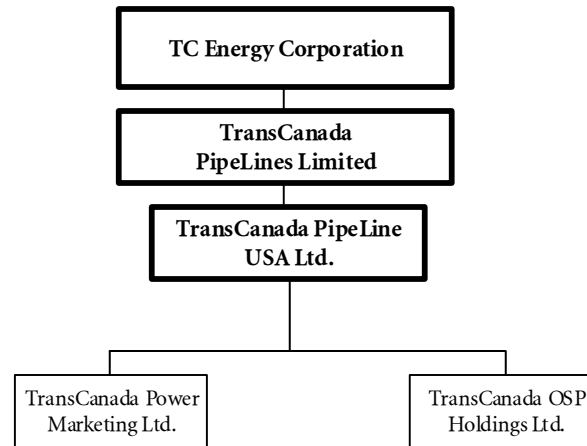 TC Energy Corporation
TransCanada
PipeLines Limited
TransCanada PipeLine
USA Ltd.
TransCanada Power
Marketing Ltd.
TransCanada OSP
Holdings Ltd.